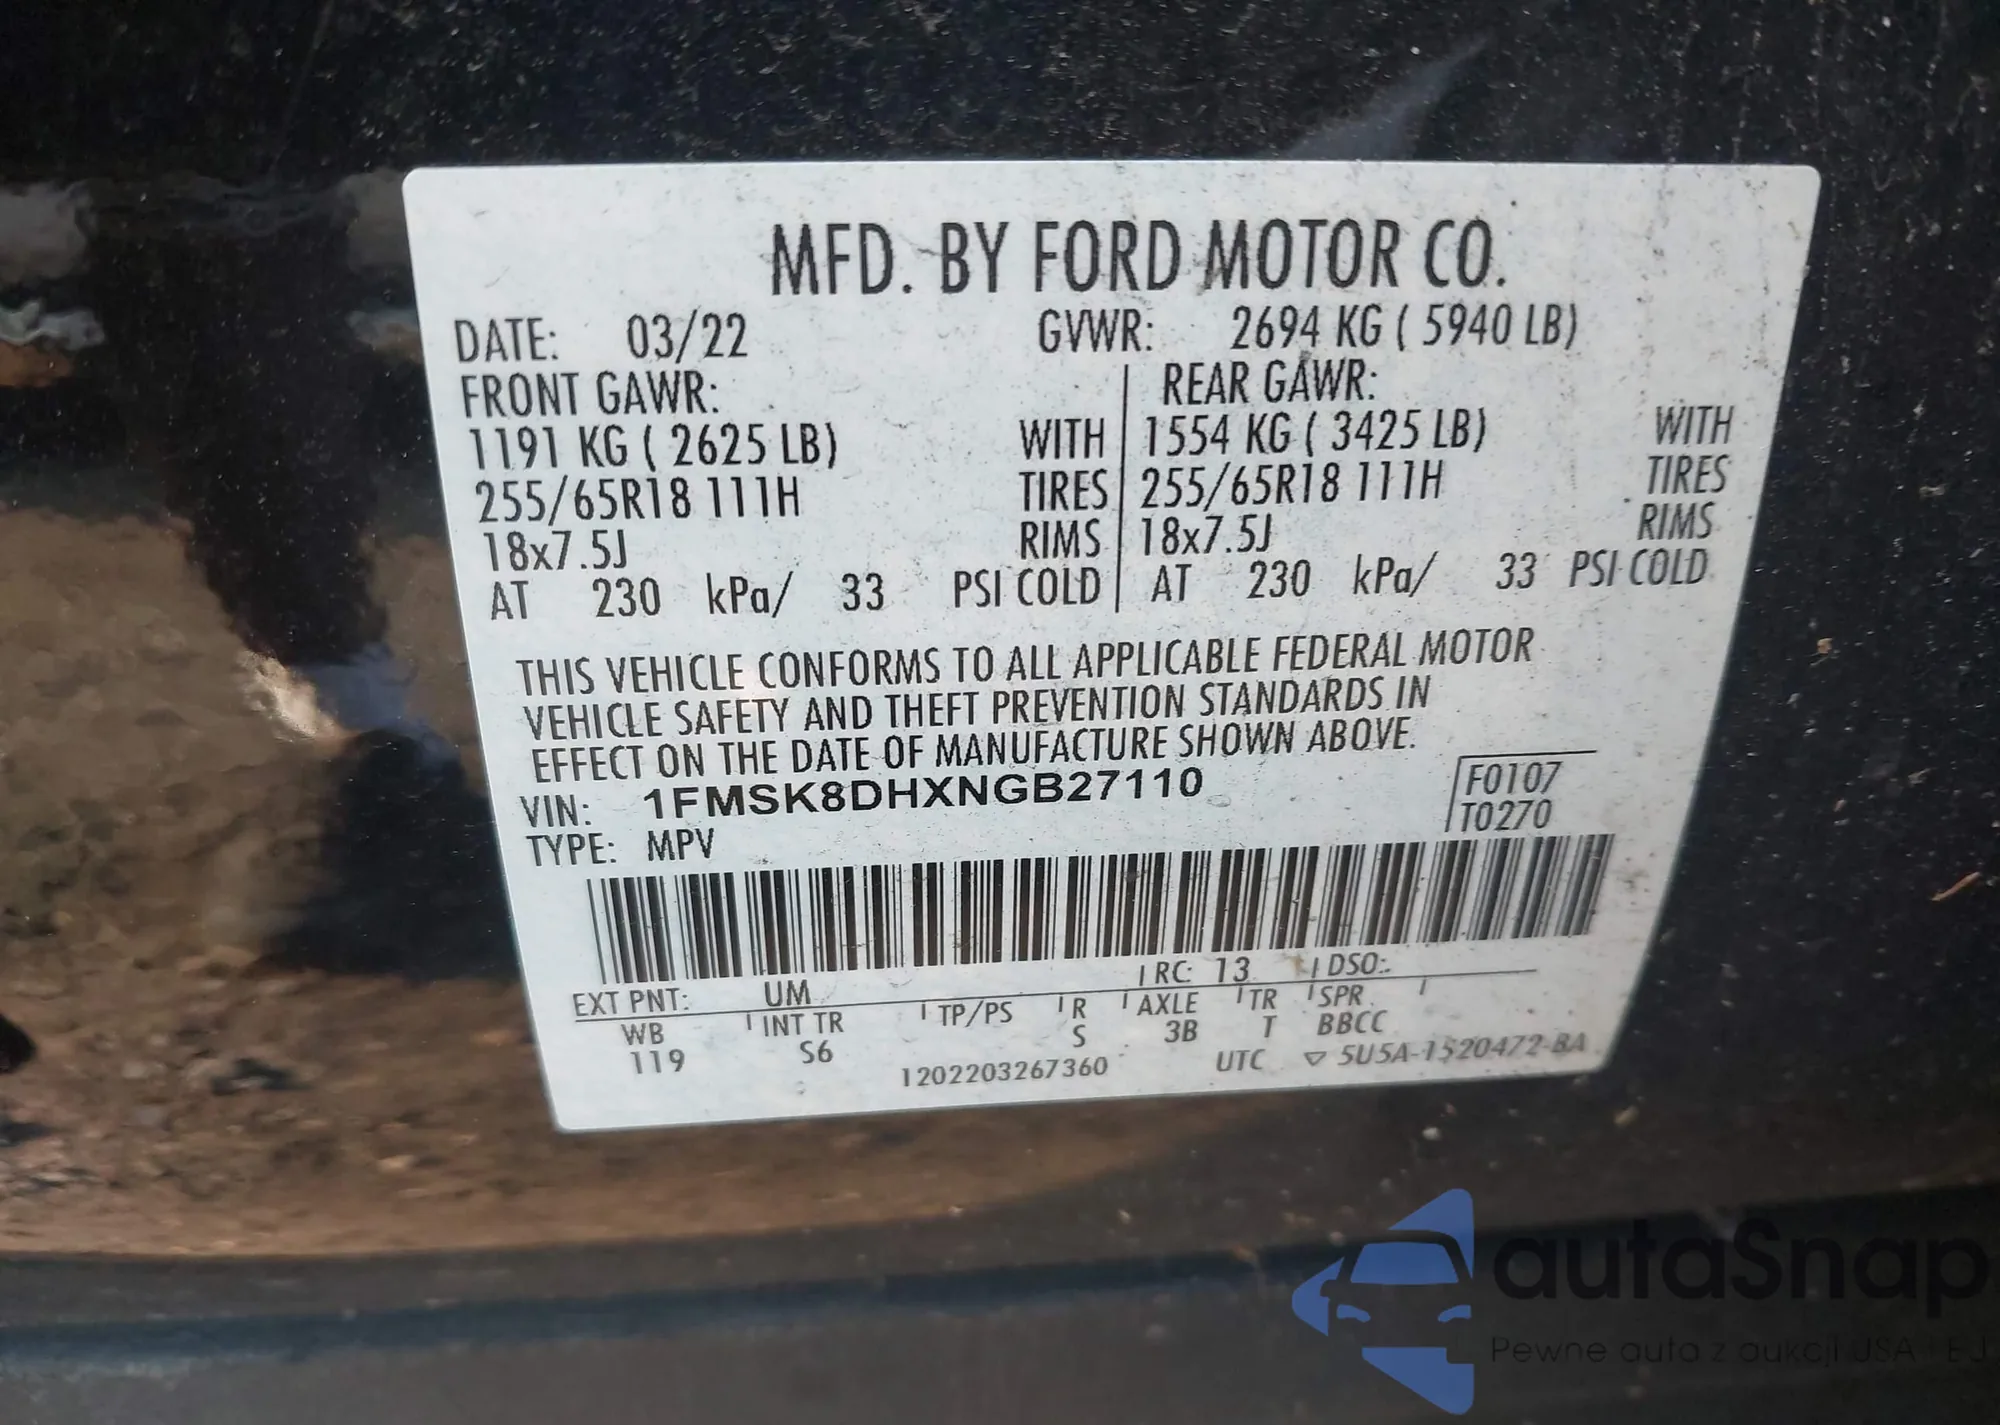 MFD. BY FORD MOTOR CO.
DATE: 03/22 GVWR: 2694 KG ( 5940 LB)
FRONT GAWR: REAR GAWR:
1191 KG ( 2625 LB) WITH 1554 KG ( 3425 LB) WITH
255/65R18 111H TIRES 255/65R18 111H TIRES
18x7.5J RIMS 18x7.5J RIMS
AT 230 kPa/ 33 PSI COLD AT 230 kPa/ 33 PSI COLD
THIS VEHICLE CONFORMS TO ALL APPLICABLE FEDERAL MOTOR
VEHICLE SAFETY AND THEFT PREVENTION STANDARDS IN
EFFECT ON THE DATE OF MANUFACTURE SHOWN ABOVE.
VIN: 1FMSK8DHXNGB27110 F0107
TYPE: MPV T0270
EXT PNT: UM RC: 13 DSO:
WB INT TR TP/PS R AXLE TR SPR
119 S6 S 3B T BBCC
1202203267360 UTC ▽ 5U5A-1520472-BA
autaSnap
Pewne auta z aukcji USA i EJ